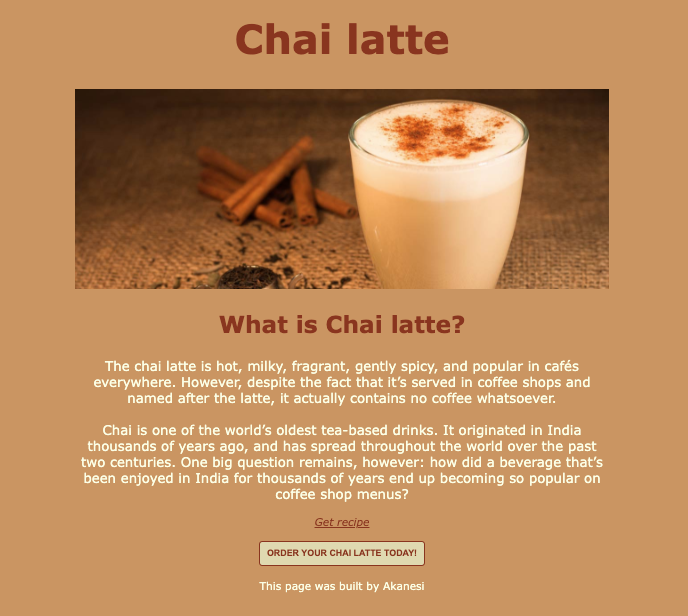 Chai latte
What is Chai latte?
The chai latte is hot, milky, fragrant, gently spicy, and popular in cafés
everywhere. However, despite the fact that it’s served in coffee shops and
named after the latte, it actually contains no coffee whatsoever.
Chai is one of the world’s oldest tea-based drinks. It originated in India
thousands of years ago, and has spread throughout the world over the past
two centuries. One big question remains, however: how did a beverage that’s
been enjoyed in India for thousands of years end up becoming so popular on
coffee shop menus?
Get recipe
ORDER YOUR CHAI LATTE TODAY!
This page was built by Akanesi